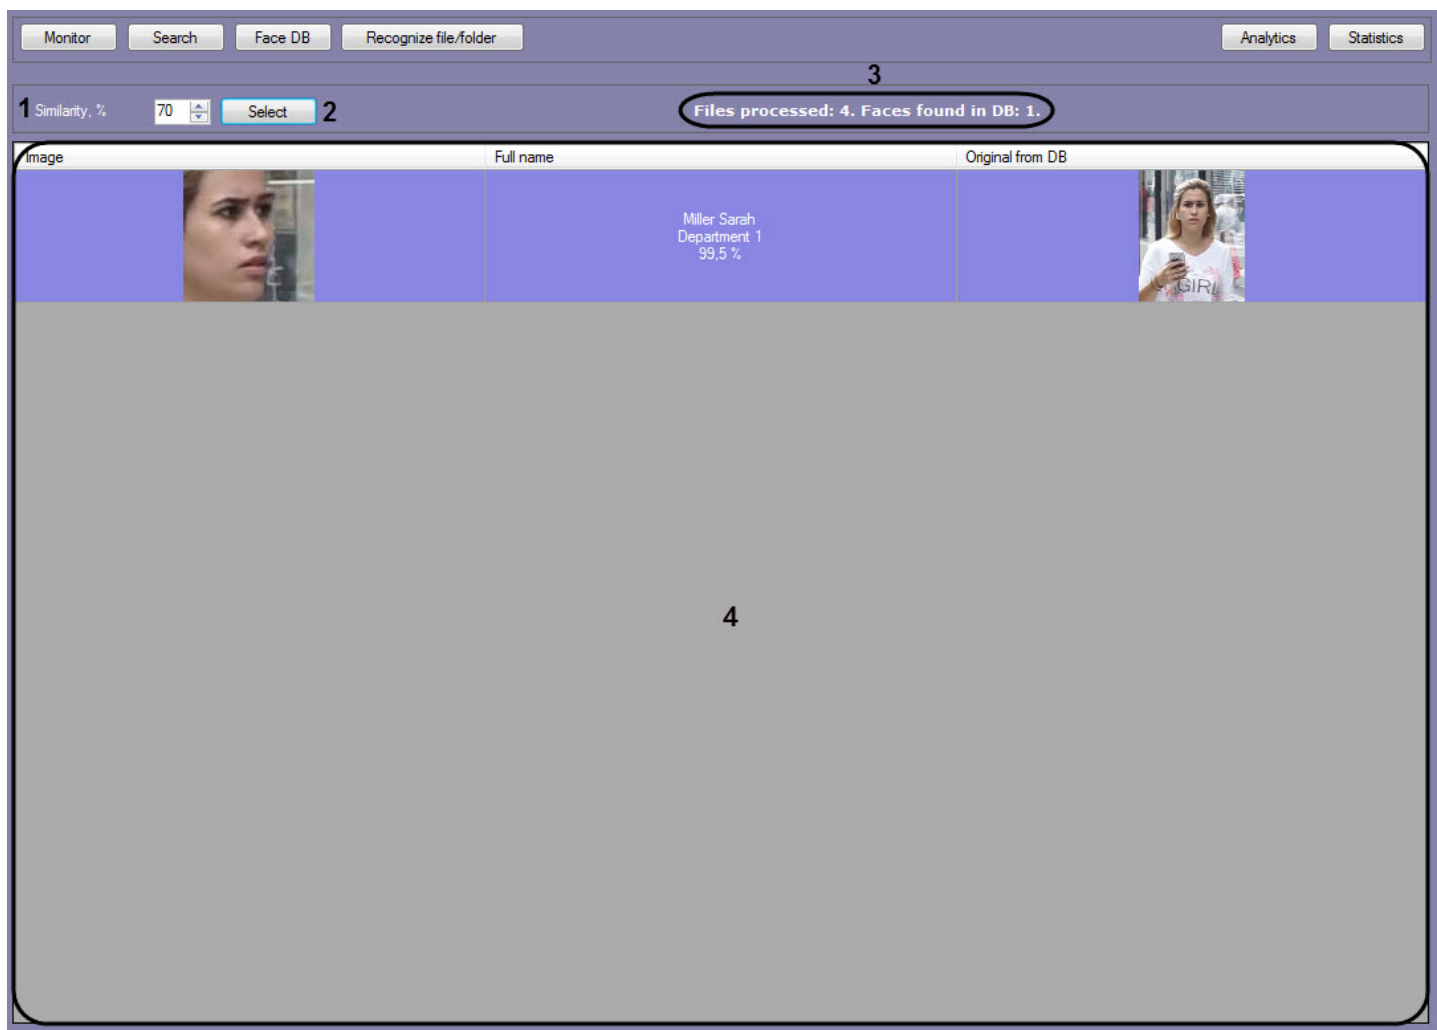 Monitor Search Face DB Recognize file/folder Analytics Statistics
3
1 Similarity, % 70 Select 2 Files processed: 4. Faces found in DB: 1.
Image Full name Original from DB
Miller Sarah
Department 1
99,5 %
GIRL
4